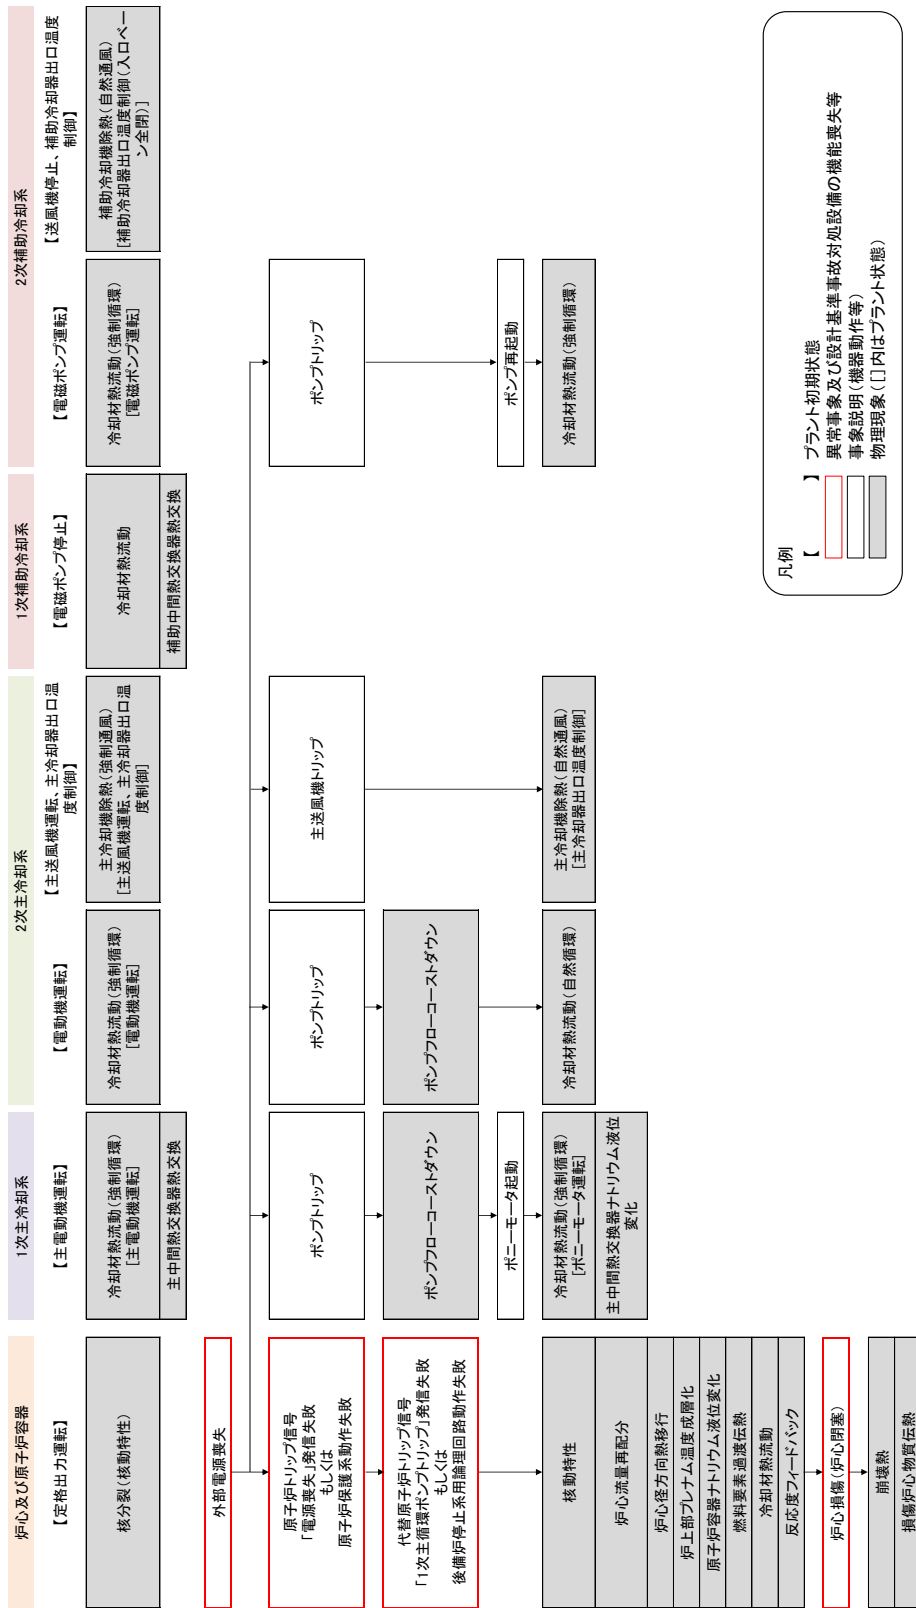 炉心及び原子炉容器
【定格出力運転】
核分裂（核動特性）
外部電源喪失
原子炉トリップ信号
「電源喪失」発信失敗
もしくは
原子炉保護系動作失敗
代替原子炉トリップ信号
「1次主循環ポンプトリップ」発信失敗
もしくは
後備炉停止系用論理回路動作失敗
核動特性
炉心流量再配分
炉心径方向熱移行
炉上部プレナム温度成層化
原子炉容器ナトリウム液位変化
燃料要素過渡伝熱
冷却材熱流動
反応度フィードバック
炉心損傷（炉心閉塞）
崩壊熱
損傷炉心物質伝熱
1次主冷却系
【主電動機運転】
冷却材熱流動（強制循環）
[主電動機運転]
主中間熱交換器熱交換
ポンプトリップ
ポンプフローコーストダウン
ポニーモータ起動
冷却材熱流動（強制循環）
[ポニーモータ運転]
主中間熱交換器ナトリウム液位
変化
2次主冷却系
【電動機運転】
冷却材熱流動（強制循環）
[電動機運転]
ポンプトリップ
ポンプフローコーストダウン
冷却材熱流動（自然循環）
【主送風機運転、主冷却器出口温
度制御】
主冷却機除熱（強制通風）
[主送風機運転、主冷却器出口温
度制御]
主送風機トリップ
主冷却機除熱（自然通風）
[主冷却器出口温度制御]
1次補助冷却系
【電磁ポンプ停止】
冷却材熱流動
補助中間熱交換器熱交換
2次補助冷却系
【電磁ポンプ運転】
冷却材熱流動（強制循環）
[電磁ポンプ運転]
ポンプトリップ
ポンプ再起動
冷却材熱流動（強制循環）
【送風機停止、補助冷却器出口温度
制御】
補助冷却機除熱（自然通風）
[補助冷却器出口温度制御（入口ベー
ン全閉）]
凡例
【　】 プラント初期状態
異常事象及び設計基準事故対処設備の機能喪失等
事象説明（機器動作等）
物理現象（[]内はプラント状態）